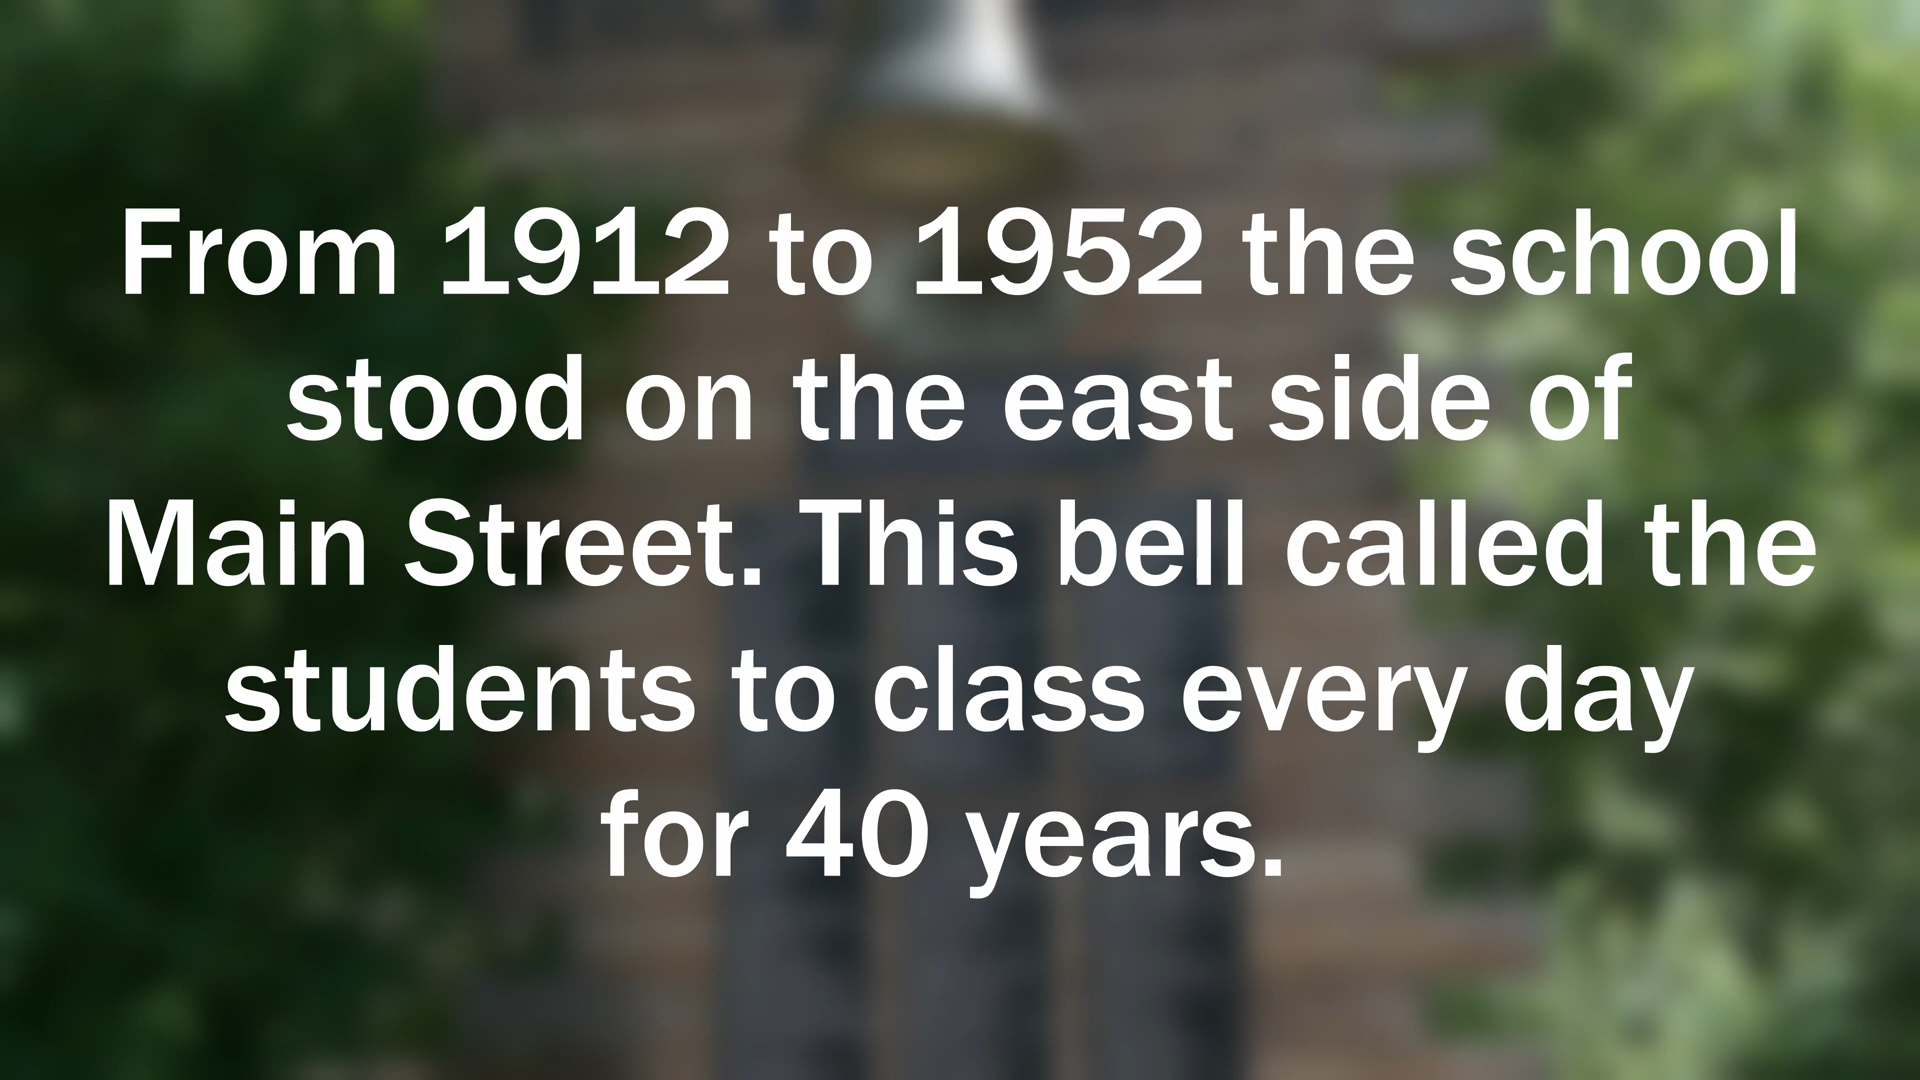 From 1912 to 1952 the school
stood on the east side of
Main Street. This bell called the
students to class every day
for 40 years.